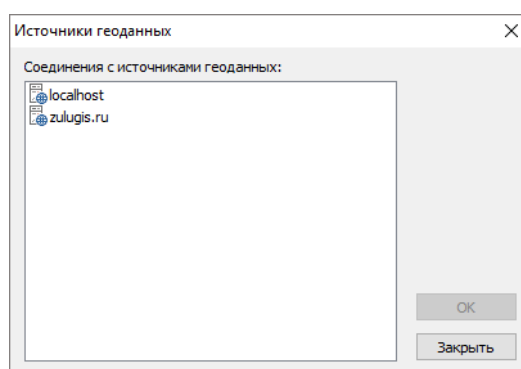 Источники геоданных
Соединения с источниками геоданных:
localhost
zulugis.ru
OK
Закрыть